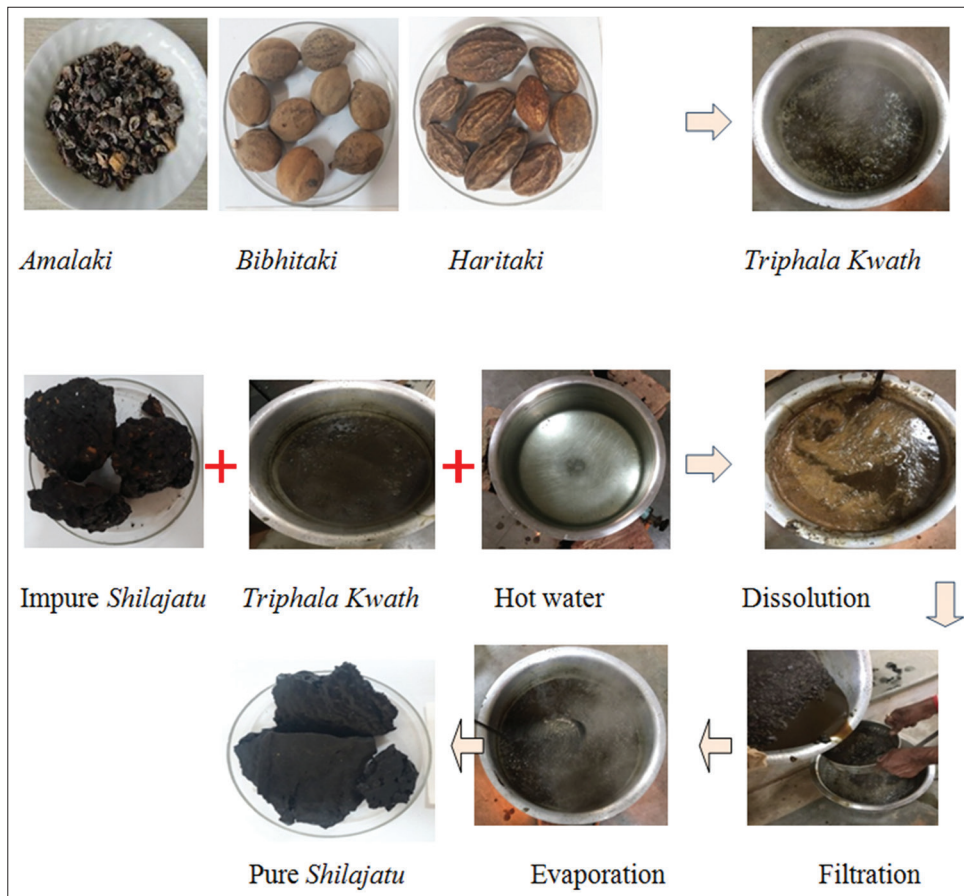 Amalaki Bibhitaki Haritaki Triphala Kwath
+ +
Impure Shilajatu Triphala Kwath Hot water Dissolution
Pure Shilajatu Evaporation Filtration